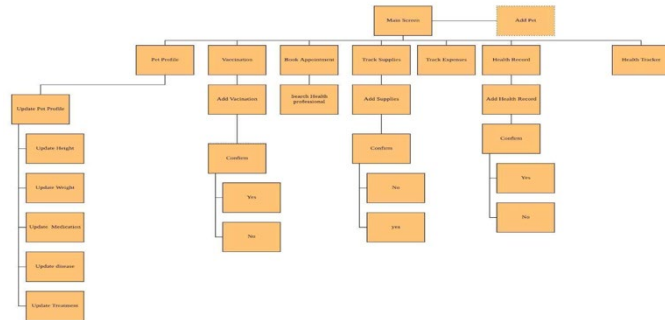 Main Screen
Add Pet
Pet Profile
Vaccination
Book Appointment
Track Supplies
Track Expenses
Health Record
Health Tracker
Update Pet Profile
Add Vacination
Search Health
professional
Add Supplies
Add Health Record
Update Height
Confirm
Confirm
Confirm
Update Weight
Yes
No
Yes
Update Medication
No
yes
No
Update disease
Update Treatment